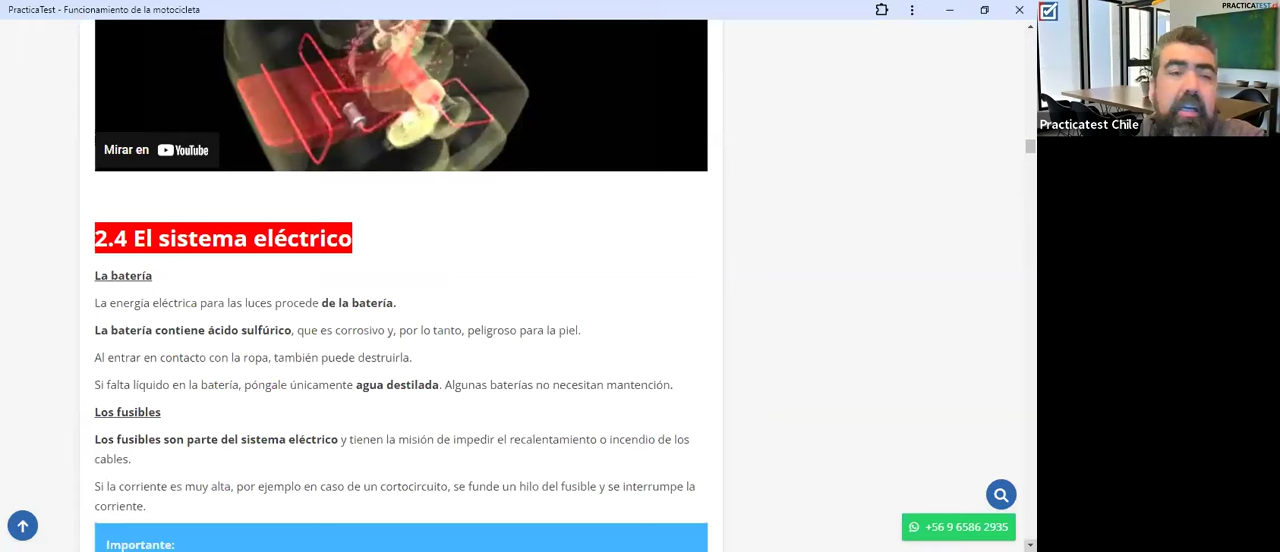 PracticaTest - Funcionamiento de la motocicleta
PRACTICATEST
Practicatest Chile
Mirar en YouTube
2.4 El sistema eléctrico
La batería
La energía eléctrica para las luces procede de la batería.
La batería contiene ácido sulfúrico, que es corrosivo y, por lo tanto, peligroso para la piel.
Al entrar en contacto con la ropa, también puede destruirla.
Si falta líquido en la batería, póngale únicamente agua destilada. Algunas baterías no necesitan mantención.
Los fusibles
Los fusibles son parte del sistema eléctrico y tienen la misión de impedir el recalentamiento o incendio de los
cables.
Si la corriente es muy alta, por ejemplo en caso de un cortocircuito, se funde un hilo del fusible y se interrumpe la
corriente.
+56 9 6586 2935
Importante: